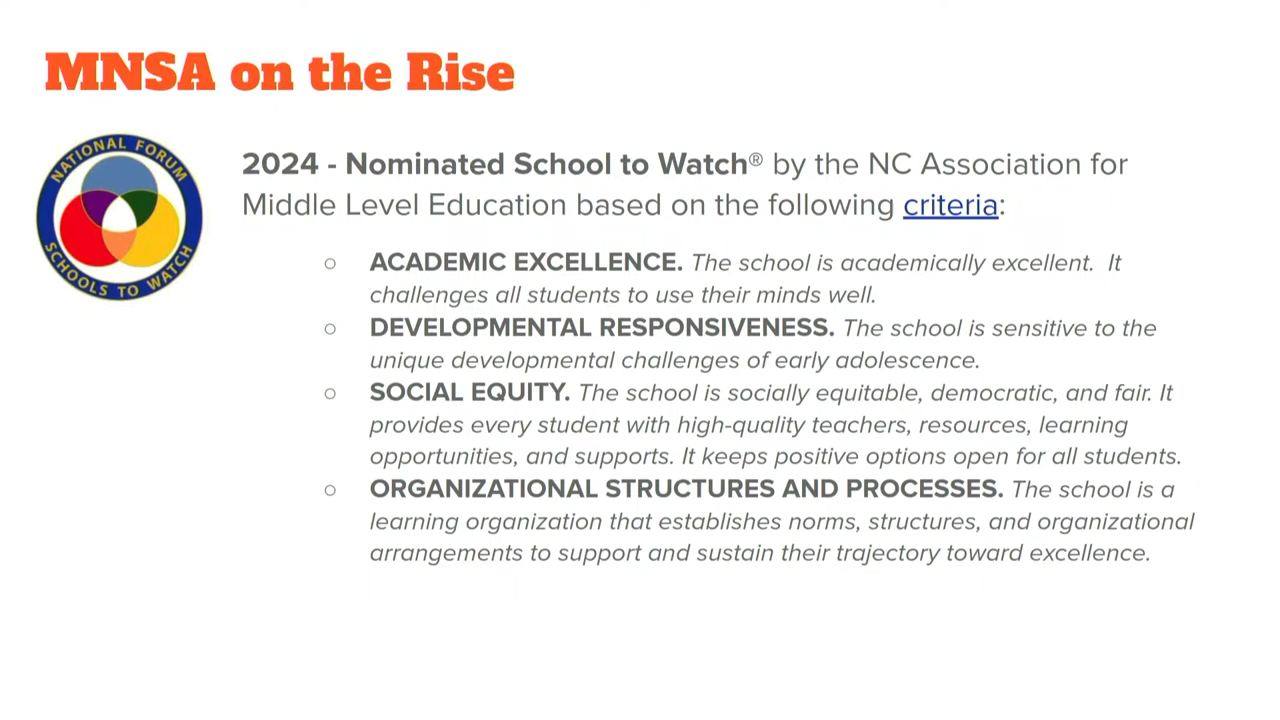 MNSA on the Rise
NATIONAL FORUM
SCHOOLS TO WATCH
2024 - Nominated School to Watch® by the NC Association for
Middle Level Education based on the following criteria:
○ ACADEMIC EXCELLENCE. The school is academically excellent.  It
challenges all students to use their minds well.
○ DEVELOPMENTAL RESPONSIVENESS. The school is sensitive to the
unique developmental challenges of early adolescence.
○ SOCIAL EQUITY. The school is socially equitable, democratic, and fair. It
provides every student with high-quality teachers, resources, learning
opportunities, and supports. It keeps positive options open for all students.
○ ORGANIZATIONAL STRUCTURES AND PROCESSES. The school is a
learning organization that establishes norms, structures, and organizational
arrangements to support and sustain their trajectory toward excellence.